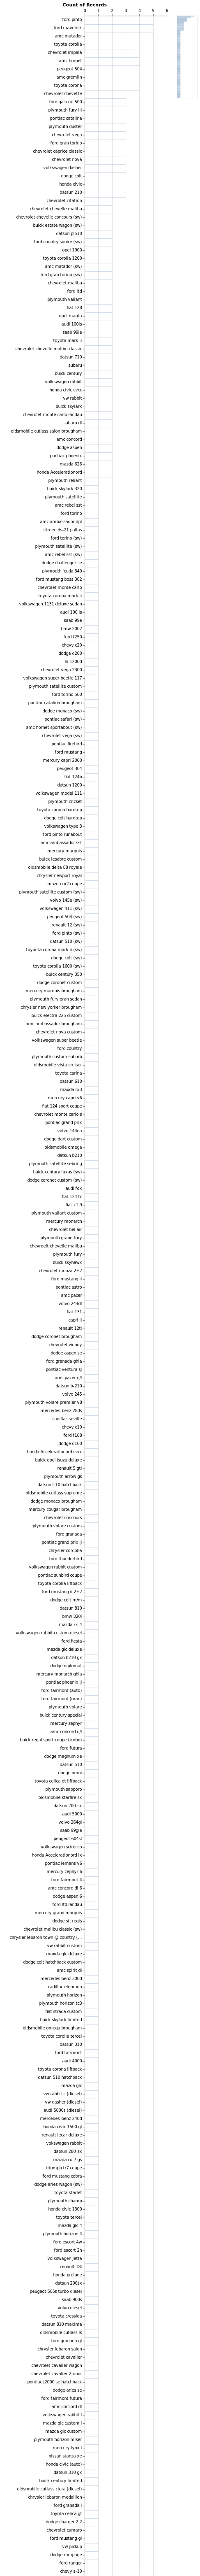 Count of Records
0 1 2 3 4 5 6
ford pinto
ford maverick
amc matador
toyota corolla
chevrolet impala
amc hornet
peugeot 504
amc gremlin
toyota corona
chevrolet chevette
ford galaxie 500
plymouth fury iii
pontiac catalina
plymouth duster
chevrolet vega
ford gran torino
chevrolet caprice classic
chevrolet nova
volkswagen dasher
dodge colt
honda civic
datsun 210
chevrolet citation
chevrolet chevelle malibu
chevrolet chevelle concours (sw)
buick estate wagon (sw)
datsun pl510
ford country squire (sw)
opel 1900
toyota corolla 1200
amc matador (sw)
ford gran torino (sw)
chevrolet malibu
ford ltd
plymouth valiant
fiat 128
opel manta
audi 100ls
saab 99le
toyota mark ii
chevrolet chevelle malibu classic
datsun 710
subaru
buick century
volkswagen rabbit
honda civic cvcc
vw rabbit
buick skylark
chevrolet monte carlo landau
subaru dl
oldsmobile cutlass salon brougham
amc concord
dodge aspen
pontiac phoenix
mazda 626
honda Accelerationord
plymouth reliant
buick skylark 320
plymouth satellite
amc rebel sst
ford torino
amc ambassador dpl
citroen ds-21 pallas
ford torino (sw)
plymouth satellite (sw)
amc rebel sst (sw)
dodge challenger se
plymouth 'cuda 340
ford mustang boss 302
chevrolet monte carlo
toyota corona mark ii
volkswagen 1131 deluxe sedan
audi 100 ls
saab 99e
bmw 2002
ford f250
chevy c20
dodge d200
hi 1200d
chevrolet vega 2300
volkswagen super beetle 117
plymouth satellite custom
ford torino 500
pontiac catalina brougham
dodge monaco (sw)
pontiac safari (sw)
amc hornet sportabout (sw)
chevrolet vega (sw)
pontiac firebird
ford mustang
mercury capri 2000
peugeot 304
fiat 124b
datsun 1200
volkswagen model 111
plymouth cricket
toyota corona hardtop
dodge colt hardtop
volkswagen type 3
ford pinto runabout
amc ambassador sst
mercury marquis
buick lesabre custom
oldsmobile delta 88 royale
chrysler newport royal
mazda rx2 coupe
plymouth satellite custom (sw)
volvo 145e (sw)
volkswagen 411 (sw)
peugeot 504 (sw)
renault 12 (sw)
ford pinto (sw)
datsun 510 (sw)
toyouta corona mark ii (sw)
dodge colt (sw)
toyota corolla 1600 (sw)
buick century 350
dodge coronet custom
mercury marquis brougham
plymouth fury gran sedan
chrysler new yorker brougham
buick electra 225 custom
amc ambassador brougham
chevrolet nova custom
volkswagen super beetle
ford country
plymouth custom suburb
oldsmobile vista cruiser
toyota carina
datsun 610
maxda rx3
mercury capri v6
fiat 124 sport coupe
chevrolet monte carlo s
pontiac grand prix
volvo 144ea
dodge dart custom
oldsmobile omega
datsun b210
plymouth satellite sebring
buick century luxus (sw)
dodge coronet custom (sw)
audi fox
fiat 124 tc
fiat x1.9
plymouth valiant custom
mercury monarch
chevrolet bel air
plymouth grand fury
chevroelt chevelle malibu
plymouth fury
buick skyhawk
chevrolet monza 2+2
ford mustang ii
pontiac astro
amc pacer
volvo 244dl
fiat 131
capri ii
renault 12tl
dodge coronet brougham
chevrolet woody
dodge aspen se
ford granada ghia
pontiac ventura sj
amc pacer d/l
datsun b-210
volvo 245
plymouth volare premier v8
mercedes-benz 280s
cadillac seville
chevy c10
ford f108
dodge d100
honda Accelerationord cvcc
buick opel isuzu deluxe
renault 5 gtl
plymouth arrow gs
datsun f-10 hatchback
oldsmobile cutlass supreme
dodge monaco brougham
mercury cougar brougham
chevrolet concours
plymouth volare custom
ford granada
pontiac grand prix lj
chrysler cordoba
ford thunderbird
volkswagen rabbit custom
pontiac sunbird coupe
toyota corolla liftback
ford mustang ii 2+2
dodge colt m/m
datsun 810
bmw 320i
mazda rx-4
volkswagen rabbit custom diesel
ford fiesta
mazda glc deluxe
datsun b210 gx
dodge diplomat
mercury monarch ghia
pontiac phoenix lj
ford fairmont (auto)
ford fairmont (man)
plymouth volare
buick century special
mercury zephyr
amc concord d/l
buick regal sport coupe (turbo)
ford futura
dodge magnum xe
datsun 510
dodge omni
toyota celica gt liftback
plymouth sapporo
oldsmobile starfire sx
datsun 200-sx
audi 5000
volvo 264gl
saab 99gle
peugeot 604sl
volkswagen scirocco
honda Accelerationord lx
pontiac lemans v6
mercury zephyr 6
ford fairmont 4
amc concord dl 6
dodge aspen 6
ford ltd landau
mercury grand marquis
dodge st. regis
chevrolet malibu classic (sw)
chrysler lebaron town @ country (…
vw rabbit custom
maxda glc deluxe
dodge colt hatchback custom
amc spirit dl
mercedes benz 300d
cadillac eldorado
plymouth horizon
plymouth horizon tc3
fiat strada custom
buick skylark limited
oldsmobile omega brougham
toyota corolla tercel
datsun 310
ford fairmont
audi 4000
toyota corona liftback
datsun 510 hatchback
mazda glc
vw rabbit c (diesel)
vw dasher (diesel)
audi 5000s (diesel)
mercedes-benz 240d
honda civic 1500 gl
renault lecar deluxe
vokswagen rabbit
datsun 280-zx
mazda rx-7 gs
triumph tr7 coupe
ford mustang cobra
dodge aries wagon (sw)
toyota starlet
plymouth champ
honda civic 1300
toyota tercel
mazda glc 4
plymouth horizon 4
ford escort 4w
ford escort 2h
volkswagen jetta
renault 18i
honda prelude
datsun 200sx
peugeot 505s turbo diesel
saab 900s
volvo diesel
toyota cressida
datsun 810 maxima
oldsmobile cutlass ls
ford granada gl
chrysler lebaron salon
chevrolet cavalier
chevrolet cavalier wagon
chevrolet cavalier 2-door
pontiac j2000 se hatchback
dodge aries se
ford fairmont futura
amc concord dl
volkswagen rabbit l
mazda glc custom l
mazda glc custom
plymouth horizon miser
mercury lynx l
nissan stanza xe
honda civic (auto)
datsun 310 gx
buick century limited
oldsmobile cutlass ciera (diesel)
chrysler lebaron medallion
ford granada l
toyota celica gt
dodge charger 2.2
chevrolet camaro
ford mustang gl
vw pickup
dodge rampage
ford ranger
chevy s-10